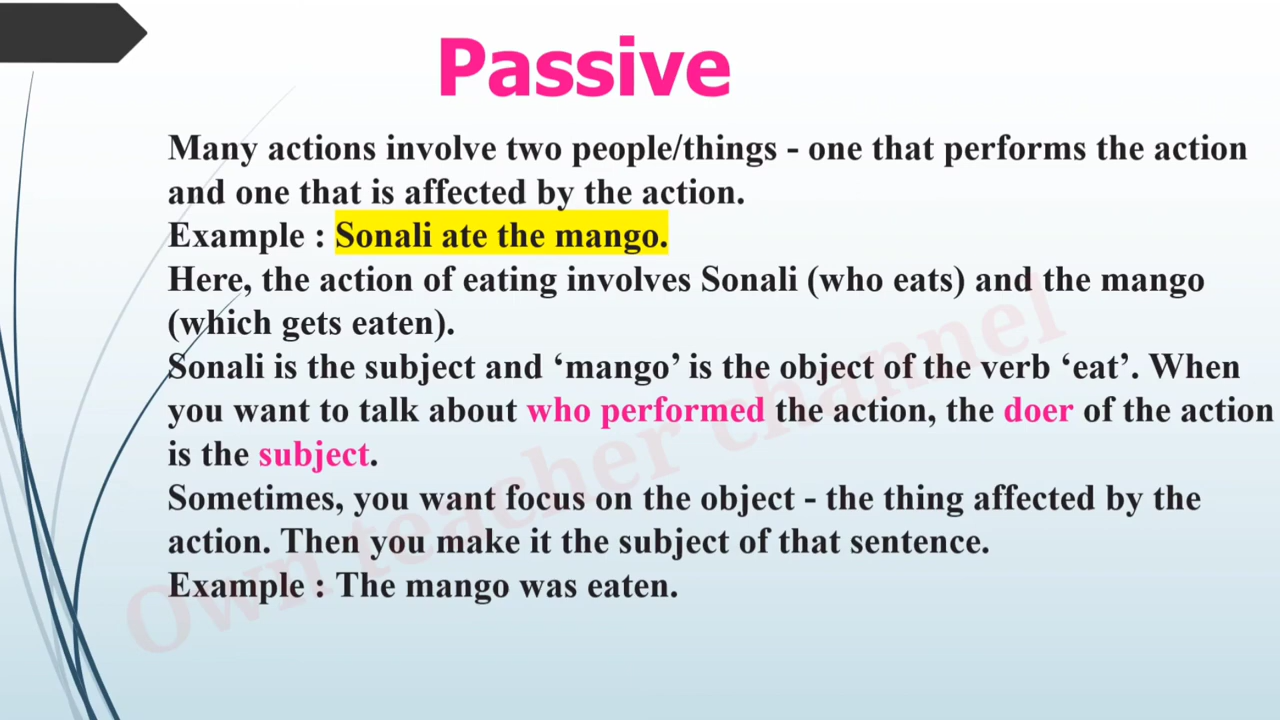 Passive
Many actions involve two people/things - one that performs the action
and one that is affected by the action.
Example : Sonali ate the mango.
Here, the action of eating involves Sonali (who eats) and the mango
(which gets eaten).
Sonali is the subject and ‘mango’ is the object of the verb ‘eat’. When
you want to talk about who performed the action, the doer of the action
is the subject.
Sometimes, you want focus on the object - the thing affected by the
action. Then you make it the subject of that sentence.
Example : The mango was eaten.
Own teacher channel